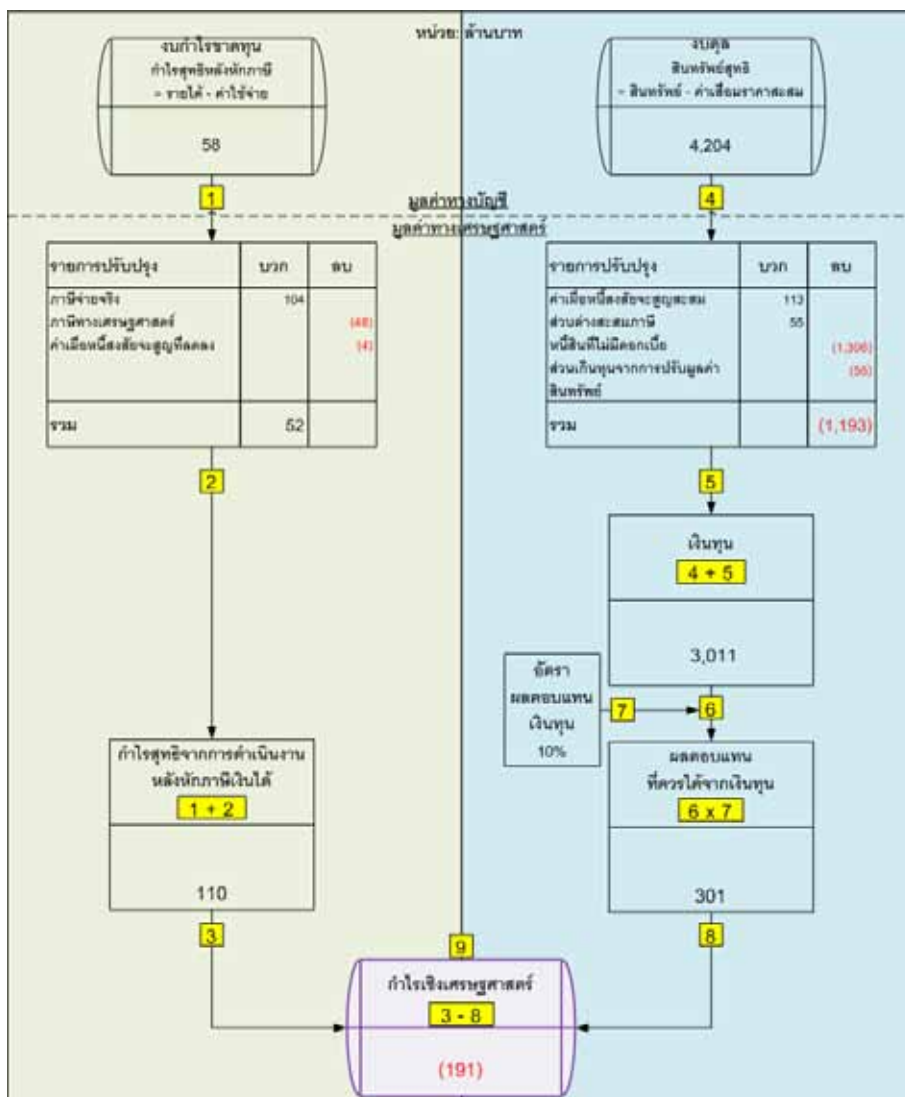 หน่วย: ล้านบาท
งบกำไรขาดทุน
กำไรสุทธิหลังหักภาษี
= รายได้ - ค่าใช้จ่าย
58
1
งบดุล
สินทรัพย์สุทธิ
= สินทรัพย์ - ค่าเสื่อมราคาสะสม
4,204
4
มูลค่าทางบัญชี
มูลค่าทางเศรษฐศาสตร์
รายการปรับปรุง บวก ลบ
ภาษีจ่ายจริง 104
ภาษีทางเศรษฐศาสตร์ (48)
ค่าเผื่อหนี้สงสัยจะสูญที่ลดลง (4)
รวม 52
2
รายการปรับปรุง บวก ลบ
ค่าเผื่อหนี้สงสัยจะสูญสะสม 113
ส่วนต่างสะสมภาษี 55
หนี้สินที่ไม่มีดอกเบี้ย (1,306)
ส่วนเกินทุนจากการปรับมูลค่า (56)
สินทรัพย์
รวม (1,193)
5
เงินทุน
4 + 5
3,011
อัตรา
ผลตอบแทน
เงินทุน
10%
7
6
กำไรสุทธิจากการดำเนินงาน
หลังหักภาษีเงินได้
1 + 2
110
3
ผลตอบแทน
ที่ควรได้จากเงินทุน
6 x 7
301
8
9
กำไรเชิงเศรษฐศาสตร์
3 - 8
(191)